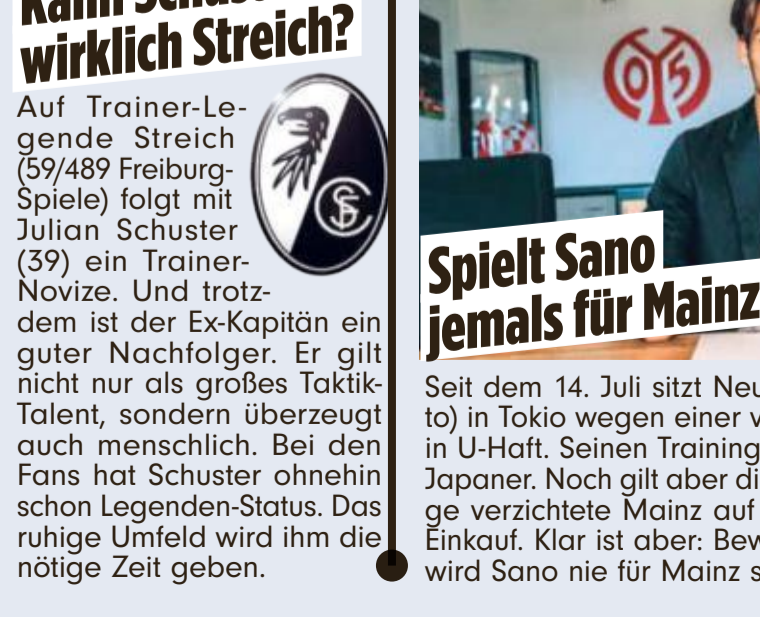 Kann Schus
wirklich Streich?
Auf Trainer-Le-
gende Streich
(59/489 Freiburg-
Spiele) folgt mit
Julian Schuster
(39) ein Trainer-
Novize. Und trotz-
dem ist der Ex-Kapitän ein
guter Nachfolger. Er gilt
nicht nur als großes Taktik-
Talent, sondern überzeugt
auch menschlich. Bei den
Fans hat Schuster ohnehin
schon Legenden-Status. Das
ruhige Umfeld wird ihm die
nötige Zeit geben.
SC
F
05
Spielt Sano
jemals für Mainz
Seit dem 14. Juli sitzt Neu
to) in Tokio wegen einer v
in U-Haft. Seinen Training
Japaner. Noch gilt aber di
ge verzichtete Mainz auf
Einkauf. Klar ist aber: Bew
wird Sano nie für Mainz s